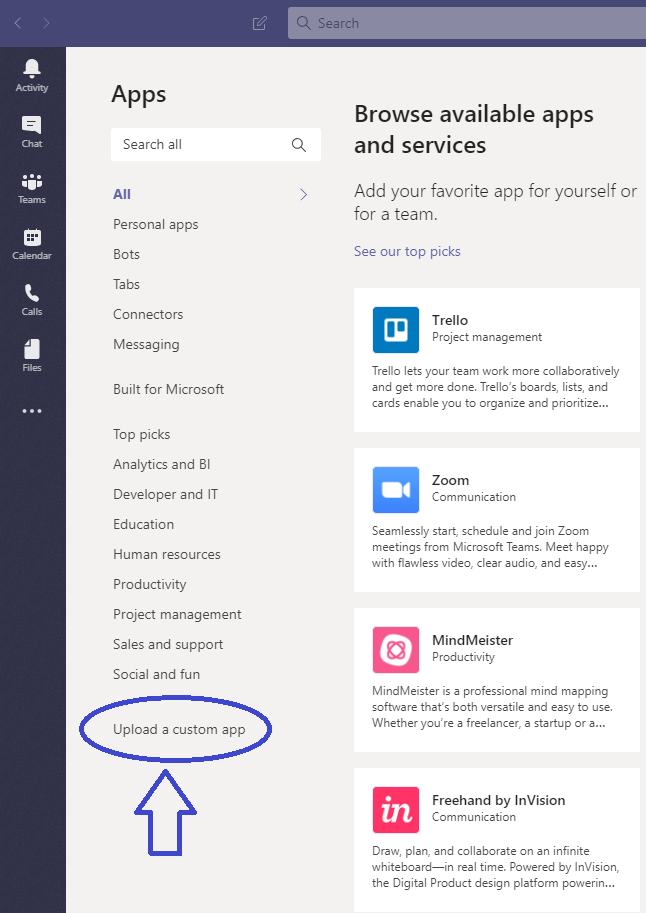 Search
Activity
Chat
Teams
Calendar
Calls
Files
Apps
Search all
All
Personal apps
Bots
Tabs
Connectors
Messaging
Built for Microsoft
Top picks
Analytics and BI
Developer and IT
Education
Human resources
Productivity
Project management
Sales and support
Social and fun
Upload a custom app
Browse available apps
and services
Add your favorite app for yourself or
for a team.
See our top picks
Trello
Project management
Trello lets your team work more collaboratively
and get more done. Trello's boards, lists, and
cards enable you to organize and prioritize...
Zoom
Communication
Seamlessly start, schedule and join Zoom
meetings from Microsoft Teams. Meet happy
with flawless video, clear audio, and easy...
MindMeister
Productivity
MindMeister is a professional mind mapping
software that's both versatile and easy to use.
Whether you're a freelancer, a startup or a...
in
Freehand by InVision
Communication
Draw, plan, and collaborate on an infinite
whiteboard—in real time. Powered by InVision,
the Digital Product design platform powerin...